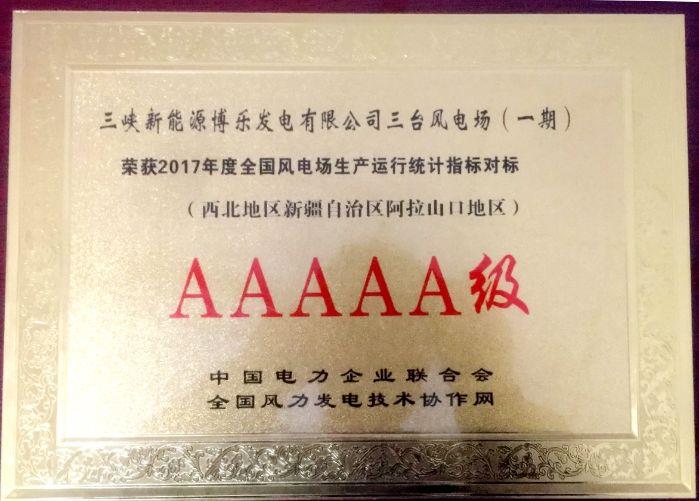 三峡新能源博乐发电有限公司三台风电场（一期）
荣获2017年度全国风电场生产运行统计指标对标
（西北地区新疆自治区阿拉山口地区）
AAAAA级
中国电力企业联合会
全国风力发电技术协作网